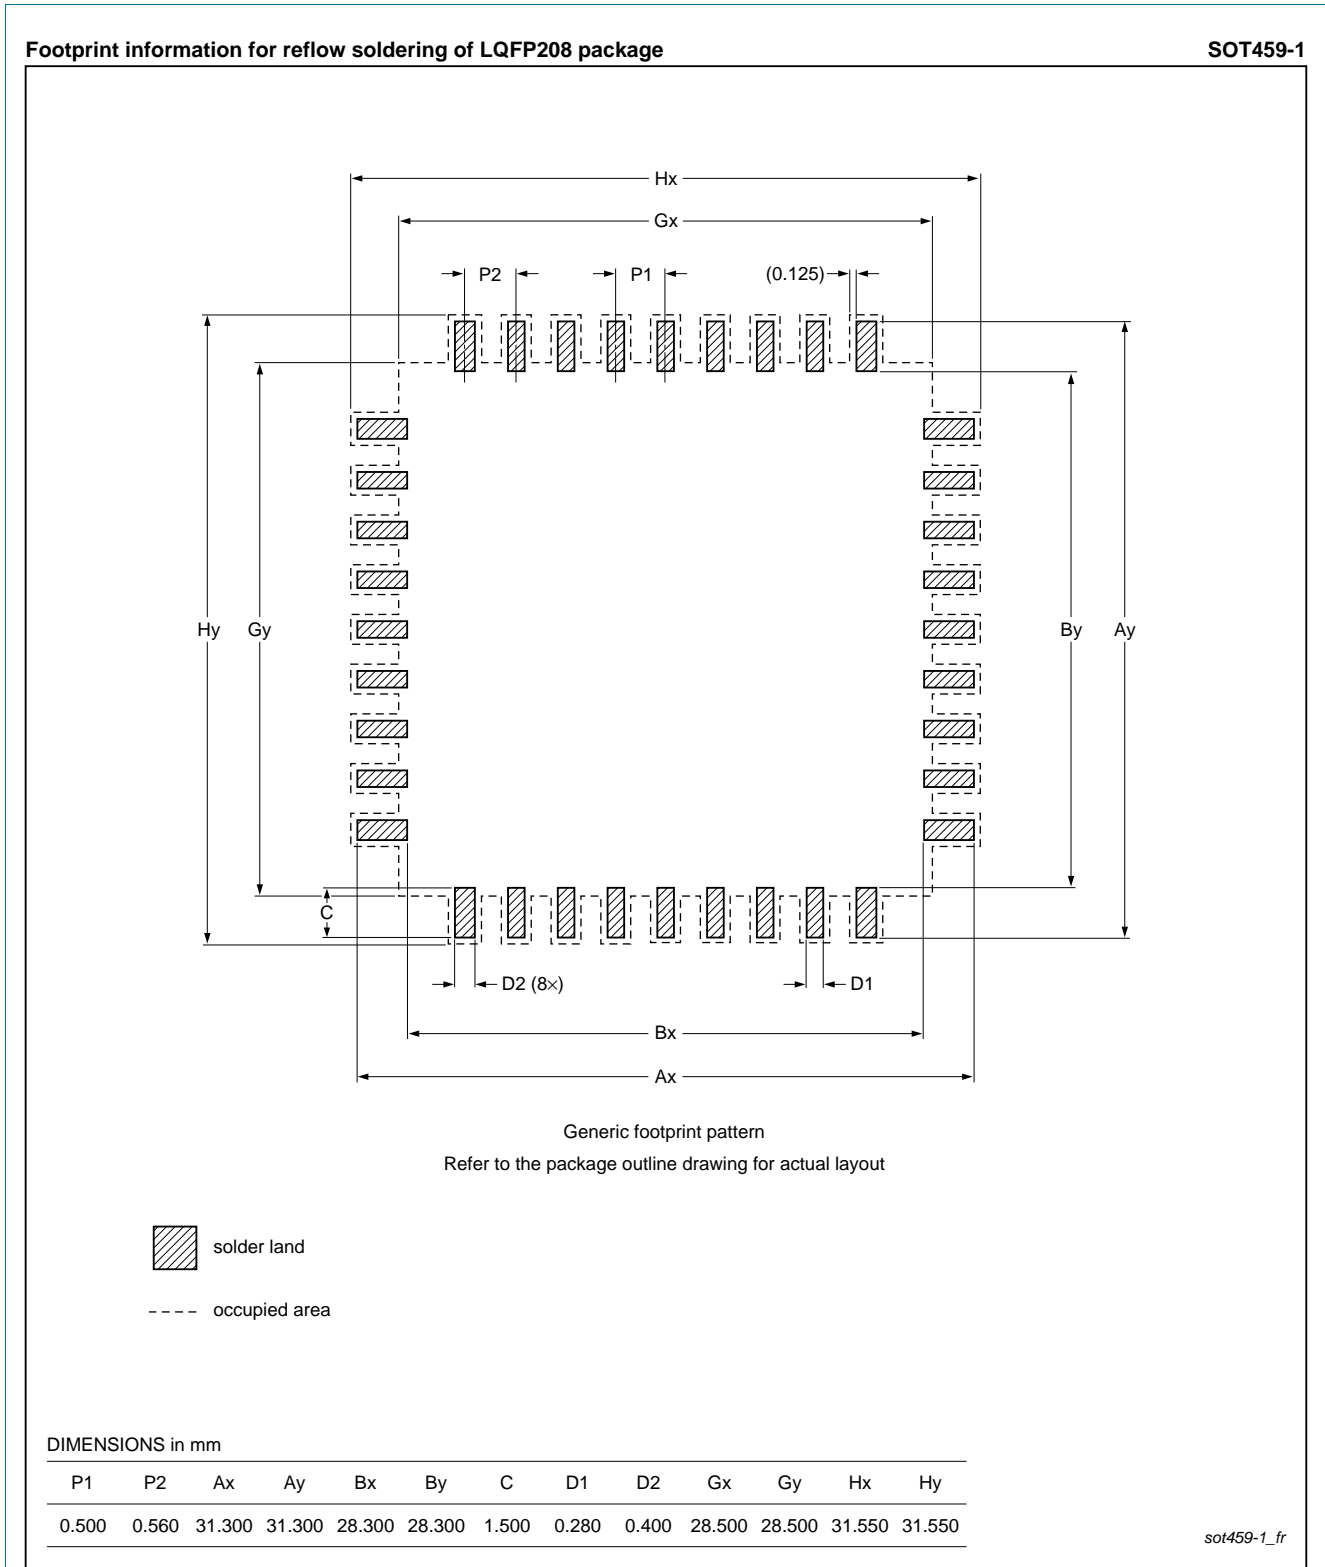 Footprint information for reflow soldering of LQFP208 package SOT459-1
Hx
Gx
P2 P1 (0.125)
Hy Gy By Ay
C
D2 (8×) D1
Bx
Ax
Generic footprint pattern
Refer to the package outline drawing for actual layout
solder land
occupied area
DIMENSIONS in mm
P1 P2 Ax Ay Bx By C D1 D2 Gx Gy Hx Hy
0.500 0.560 31.300 31.300 28.300 28.300 1.500 0.280 0.400 28.500 28.500 31.550 31.550
sot459-1_fr